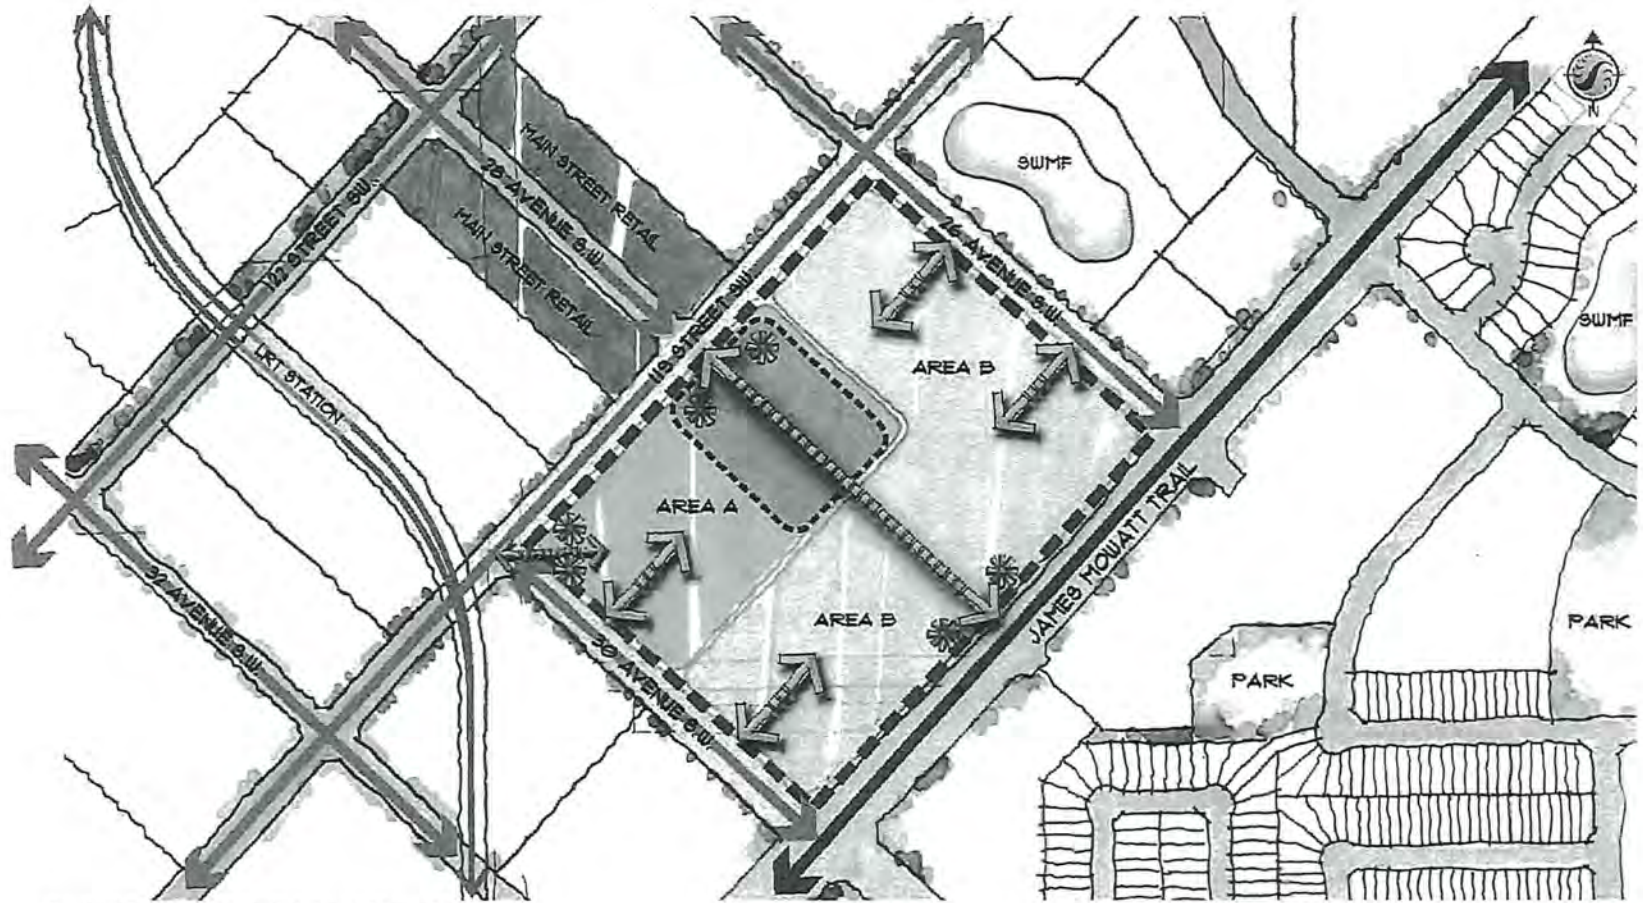 N
MAIN STREET RETAIL
28 AVENUE S.W.
MAIN STREET RETAIL
SWMF
127 STREET S.W.
26 AVENUE S.W.
SWMF
119 STREET S.W.
LRT STATION
AREA B
AREA A
32 AVENUE S.W.
AREA B
30 AVENUE S.W.
JAMES MOWATT TRAIL
PARK
PARK